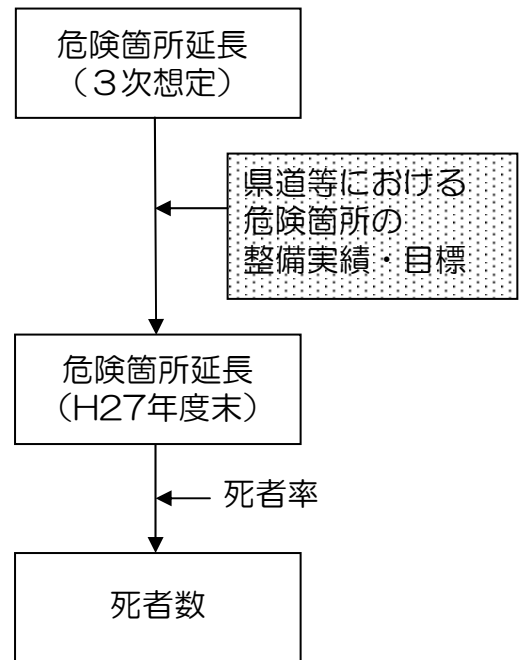 危険箇所延長
（３次想定）
県道等における
危険箇所の
整備実績・目標
危険箇所延長
（H27年度末）
死者率
死者数